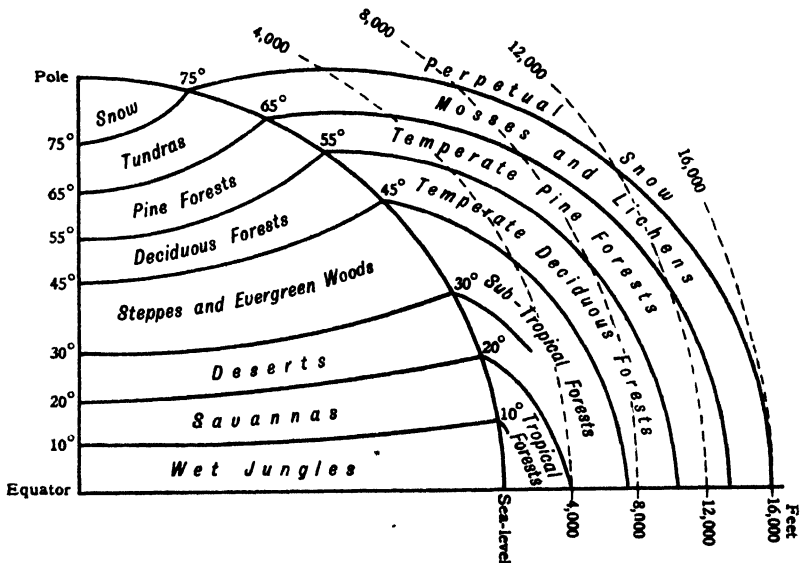 4,000
8,000
12,000
16,000
Pole
75°
65°
55°
45°
30°
20°
10°
Equator
75°
65°
55°
45°
30°
20°
10°
Snow
Tundras
Pine Forests
Deciduous Forests
Steppes and Evergreen Woods
Deserts
Savannas
Wet Jungles
Perpetual Snow
Mosses and Lichens
Temperate Pine Forests
Temperate Deciduous Forests
Sub-Tropical Forests
Tropical
Forests
Sea-level
4,000
8,000
12,000
16,000
Feet